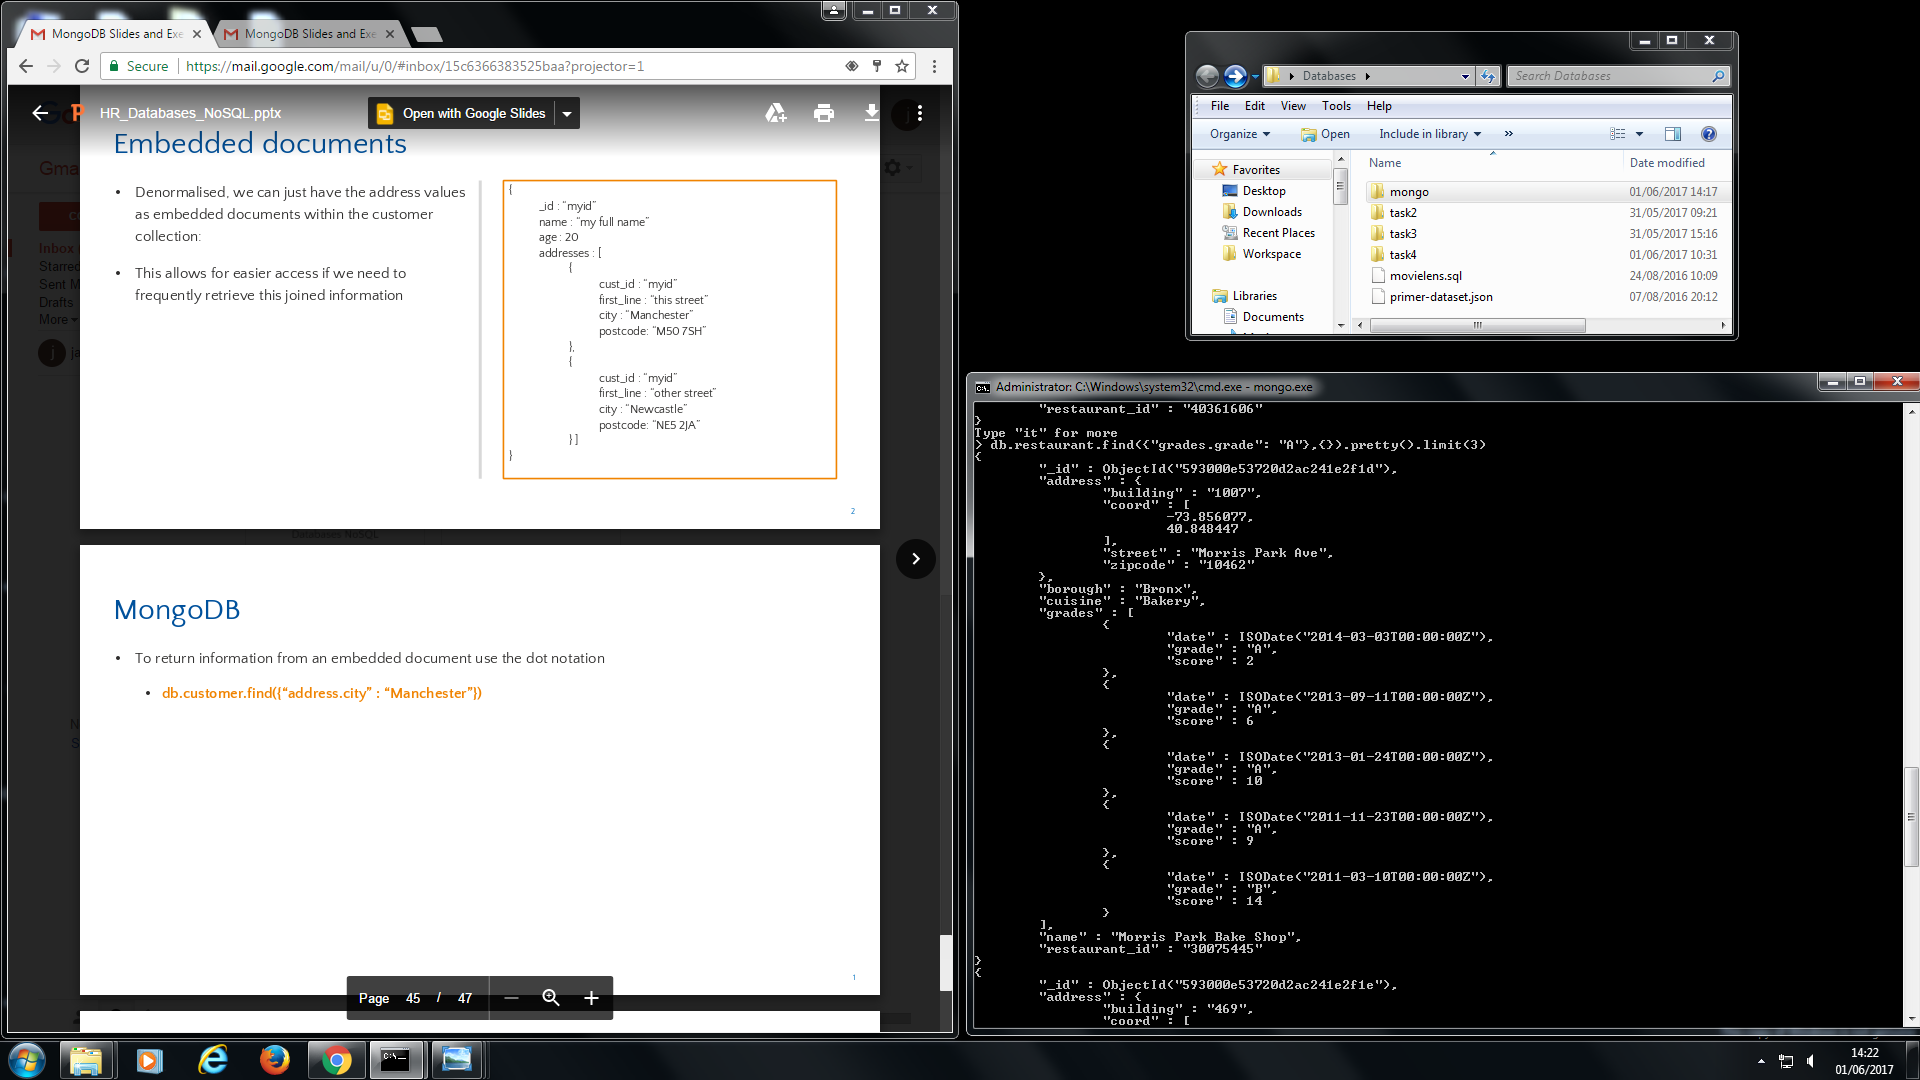 MongoDB Slides and Exe
MongoDB Slides and Exe
Secure
https://mail.google.com/mail/u/0/#inbox/15c6366383525baa?projector=1
HR_Databases_NoSQL.pptx
Open with Google Slides
Embedded documents
• Denormalised, we can just have the address values
as embedded documents within the customer
collection:
• This allows for easier access if we need to
frequently retrieve this joined information
{
_id : “myid”
name : “my full name”
age : 20
addresses : [
{
cust_id : “myid”
first_line : “this street”
city : “Manchester”
postcode: “M50 7SH”
},
{
cust_id : “myid”
first_line : “other street”
city : “Newcastle”
postcode: “NE5 2JA”
} ]
}
2
Gma
Inbox
Starred
Sent M
Drafts
More
Databases NoSQL
MongoDB
• To return information from an embedded document use the dot notation
• db.customer.find({“address.city” : “Manchester”})
1
Page 45 / 47
Databases
Search Databases
File Edit View Tools Help
Organize Open Include in library »
Favorites
Desktop
Downloads
Recent Places
Workspace
Libraries
Documents
Name Date modified
mongo 01/06/2017 14:17
task2 31/05/2017 09:21
task3 31/05/2017 15:16
task4 01/06/2017 10:31
movielens.sql 24/08/2016 10:09
primer-dataset.json 07/08/2016 20:12
Administrator: C:\Windows\system32\cmd.exe - mongo.exe
"restaurant_id" : "40361606"
}
Type "it" for more
> db.restaurant.find({"grades.grade": "A"},{}).pretty().limit(3)
{
"_id" : ObjectId("593000e53720d2ac241e2f1d"),
"address" : {
"building" : "1007",
"coord" : [
-73.856077,
40.848447
],
"street" : "Morris Park Ave",
"zipcode" : "10462"
},
"borough" : "Bronx",
"cuisine" : "Bakery",
"grades" : [
{
"date" : ISODate("2014-03-03T00:00:00Z"),
"grade" : "A",
"score" : 2
},
{
"date" : ISODate("2013-09-11T00:00:00Z"),
"grade" : "A",
"score" : 6
},
{
"date" : ISODate("2013-01-24T00:00:00Z"),
"grade" : "A",
"score" : 10
},
{
"date" : ISODate("2011-11-23T00:00:00Z"),
"grade" : "A",
"score" : 9
},
{
"date" : ISODate("2011-03-10T00:00:00Z"),
"grade" : "B",
"score" : 14
}
],
"name" : "Morris Park Bake Shop",
"restaurant_id" : "30075445"
}
{
"_id" : ObjectId("593000e53720d2ac241e2f1e"),
"address" : {
"building" : "469",
"coord" : [
14:22
01/06/2017